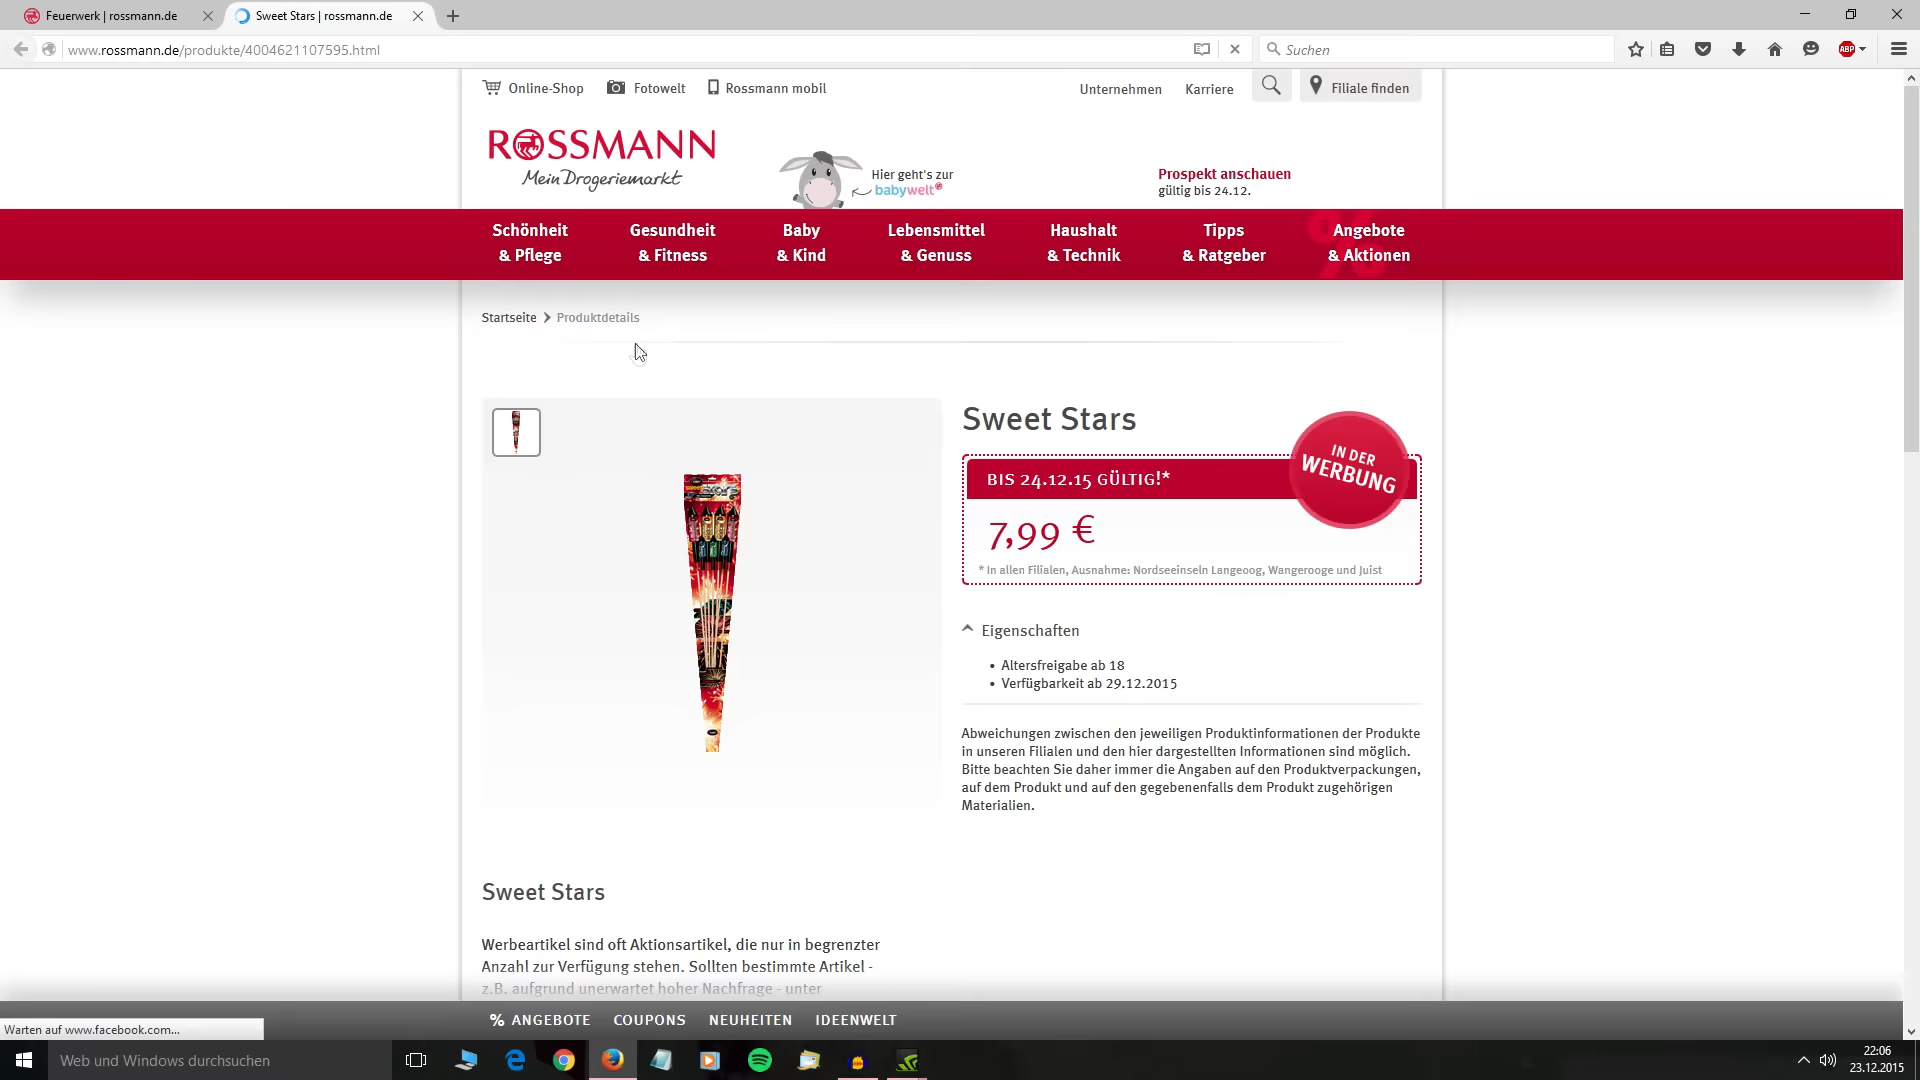 Feuerwerk | rossmann.de
Sweet Stars | rossmann.de
www.rossmann.de/produkte/4004621107595.html
Suchen
ABP
Online-Shop
Fotowelt
Rossmann mobil
Unternehmen
Karriere
Filiale finden
ROSSMANN
Mein Drogeriemarkt
Hier geht's zur
babywelt
Prospekt anschauen
gültig bis 24.12.
Schönheit
& Pflege
Gesundheit
& Fitness
Baby
& Kind
Lebensmittel
& Genuss
Haushalt
& Technik
Tipps
& Ratgeber
Angebote
& Aktionen
Startseite
Produktdetails
Sweet Stars
IN DER
WERBUNG
BIS 24.12.15 GÜLTIG!*
7,99 €
* In allen Filialen, Ausnahme: Nordseeinseln Langeoog, Wangerooge und Juist
Eigenschaften
• Altersfreigabe ab 18
• Verfügbarkeit ab 29.12.2015
Abweichungen zwischen den jeweiligen Produktinformationen der Produkte
in unseren Filialen und den hier dargestellten Informationen sind möglich.
Bitte beachten Sie daher immer die Angaben auf den Produktverpackungen,
auf dem Produkt und auf den gegebenenfalls dem Produkt zugehörigen
Materialien.
Sweet Stars
Werbeartikel sind oft Aktionsartikel, die nur in begrenzter
Anzahl zur Verfügung stehen. Sollten bestimmte Artikel -
z.B. aufgrund unerwartet hoher Nachfrage - unter
% ANGEBOTE
COUPONS
NEUHEITEN
IDEENWELT
Warten auf www.facebook.com...
Web und Windows durchsuchen
22:06
23.12.2015